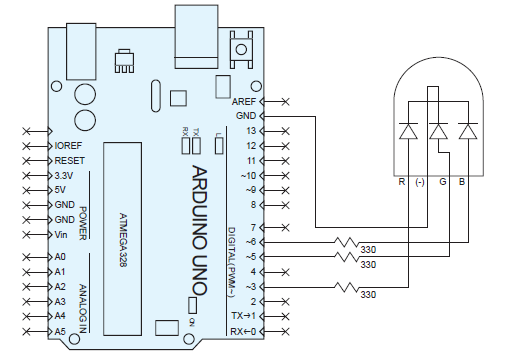 AREF
GND
13
12
11
~10
~9
8
7
~6
~5
4
~3
2
TX→1
RX←0
IOREF
RESET
3.3V
5V
GND
GND
Vin
A0
A1
A2
A3
A4
A5
POWER
ANALOG IN
ATMEGA328
RX
TX
L
ARDUINO UNO
DIGITAL(PWM~)
ON
R (-) G B
330
330
330